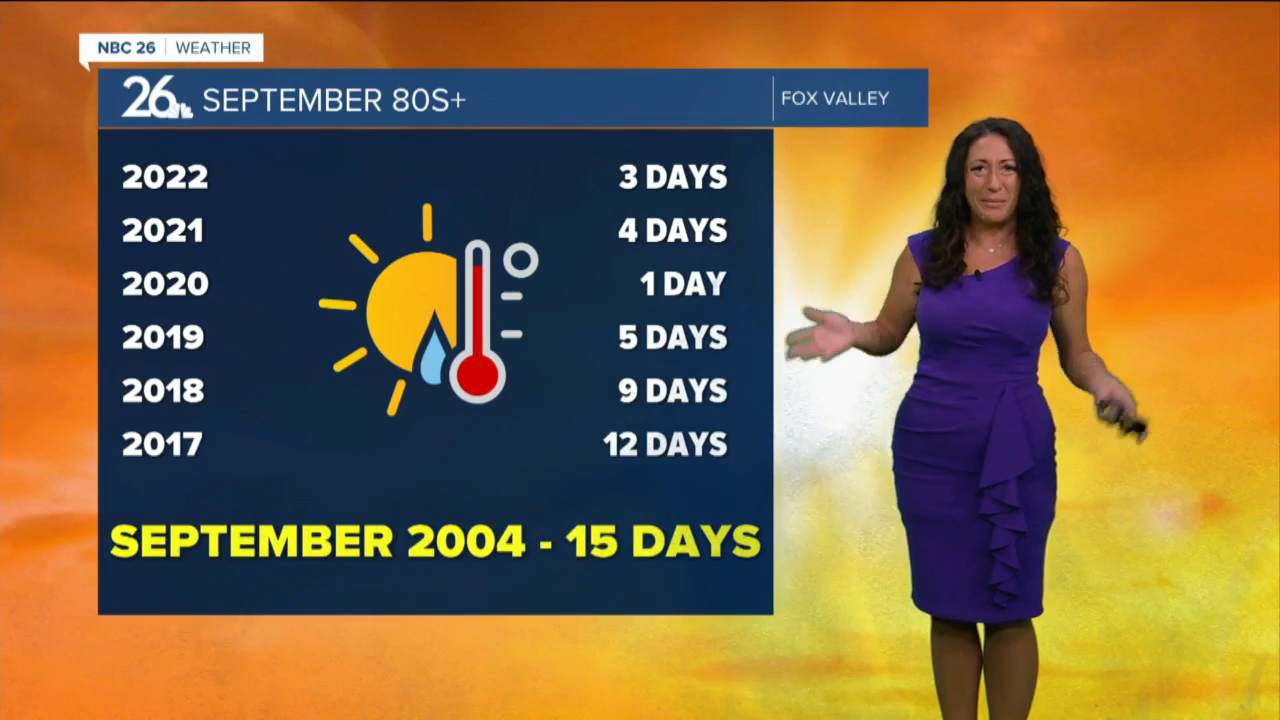 NBC 26 | WEATHER
26 SEPTEMBER 80S+
FOX VALLEY
2022 3 DAYS
2021 4 DAYS
2020 1 DAY
2019 5 DAYS
2018 9 DAYS
2017 12 DAYS
SEPTEMBER 2004 - 15 DAYS